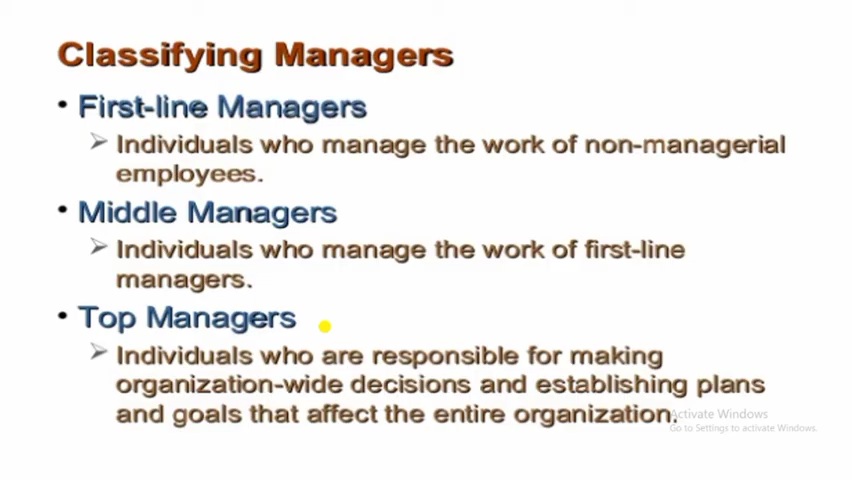 Classifying Managers
• First-line Managers
➢ Individuals who manage the work of non-managerial
employees.
• Middle Managers
➢ Individuals who manage the work of first-line
managers.
• Top Managers
➢ Individuals who are responsible for making
organization-wide decisions and establishing plans
and goals that affect the entire organization.
Activate Windows
Go to Settings to activate Windows.